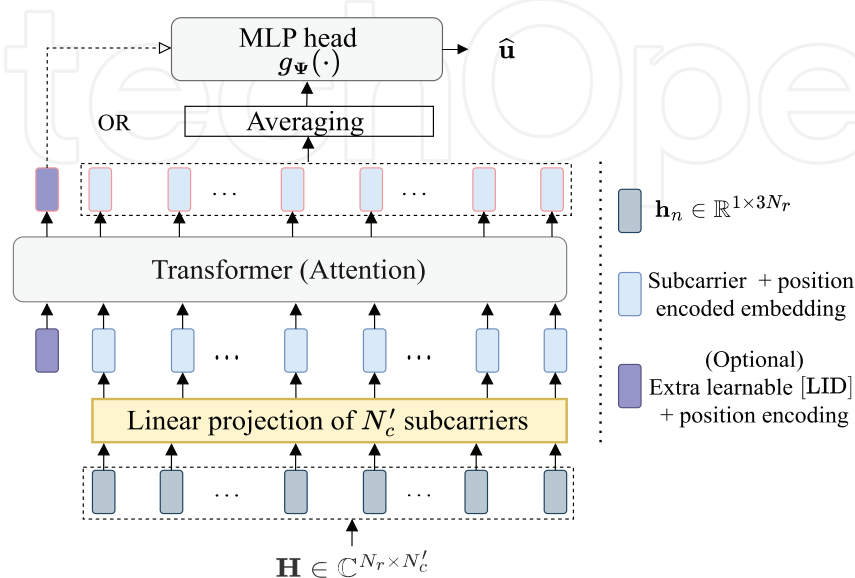 techOpe
MLP head
g_Ψ(·)
û
OR
Averaging
... ...
Transformer (Attention)
... ...
Linear projection of N′_c subcarriers
... ...
H ∈ ℂ^{N_r×N′_c}
h_n ∈ ℝ^{1×3N_r}
Subcarrier + position
encoded embedding
(Optional)
Extra learnable [LID]
+ position encoding